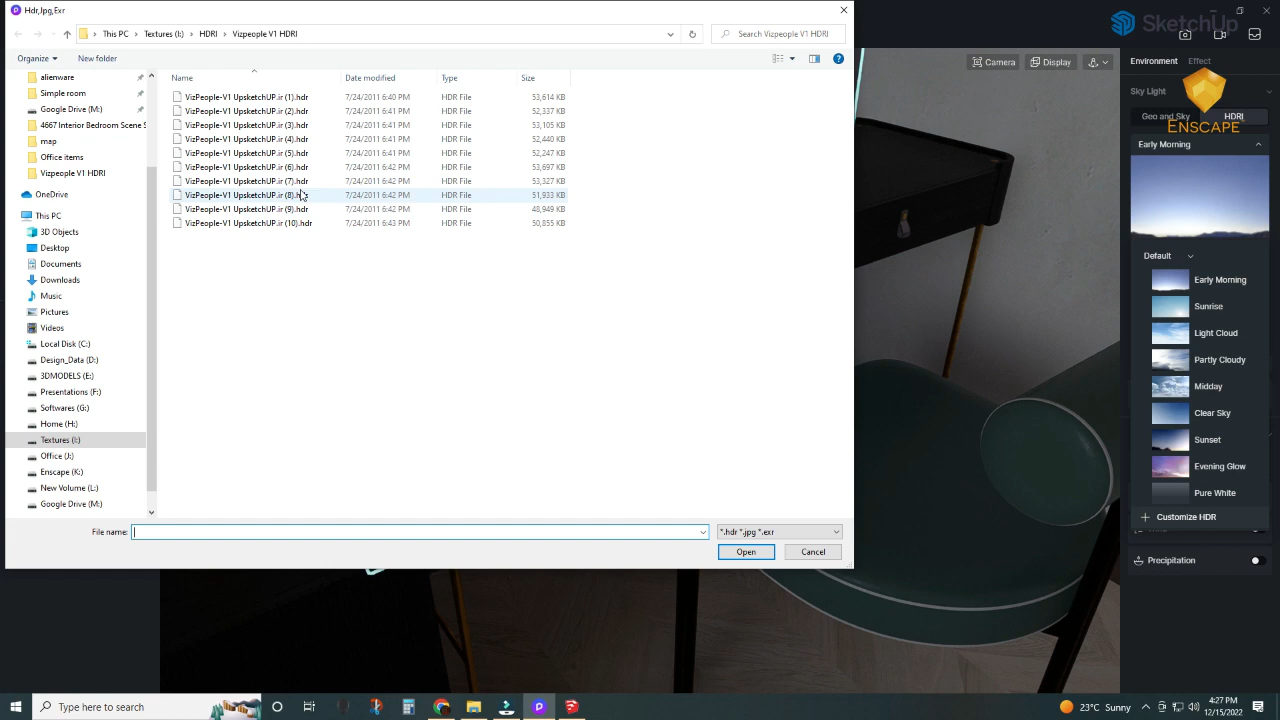 Hdr,Jpg,Exr
This PC > Textures (I:) > HDRI > Vizpeople V1 HDRI
Search Vizpeople V1 HDRI
Organize
New folder
Name
Date modified
Type
Size
alienware
Simple room
Google Drive (M:)
4667 Interior Bedroom Scene S
map
Office items
Vizpeople V1 HDRI
OneDrive
This PC
3D Objects
Desktop
Documents
Downloads
Music
Pictures
Videos
Local Disk (C:)
Design_Data (D:)
3DMODELS (E:)
Presentations (F:)
Softwares (G:)
Home (H:)
Textures (I:)
Office (J:)
Enscape (K:)
New Volume (L:)
Google Drive (M:)
VizPeople-V1 UpsketchUP.ir (1).hdr 7/24/2011 6:40 PM HDR File 53,614 KB
VizPeople-V1 UpsketchUP.ir (2).hdr 7/24/2011 6:41 PM HDR File 52,337 KB
VizPeople-V1 UpsketchUP.ir (3).hdr 7/24/2011 6:41 PM HDR File 53,105 KB
VizPeople-V1 UpsketchUP.ir (4).hdr 7/24/2011 6:41 PM HDR File 52,440 KB
VizPeople-V1 UpsketchUP.ir (5).hdr 7/24/2011 6:41 PM HDR File 52,247 KB
VizPeople-V1 UpsketchUP.ir (6).hdr 7/24/2011 6:42 PM HDR File 53,697 KB
VizPeople-V1 UpsketchUP.ir (7).hdr 7/24/2011 6:42 PM HDR File 53,327 KB
VizPeople-V1 UpsketchUP.ir (8).hdr 7/24/2011 6:42 PM HDR File 51,933 KB
VizPeople-V1 UpsketchUP.ir (9).hdr 7/24/2011 6:42 PM HDR File 48,949 KB
VizPeople-V1 UpsketchUP.ir (10).hdr 7/24/2011 6:43 PM HDR File 50,855 KB
File name:
*.hdr *.jpg *.exr
Open
Cancel
SketchUp
Camera
Display
Environment
Effect
Sky Light
Geo and Sky
HDRI
ENSCAPE
Early Morning
Default
Early Morning
Sunrise
Light Cloud
Partly Cloudy
Midday
Clear Sky
Sunset
Evening Glow
Pure White
Customize HDR
Precipitation
Type here to search
23°C Sunny
4:27 PM
12/15/2022